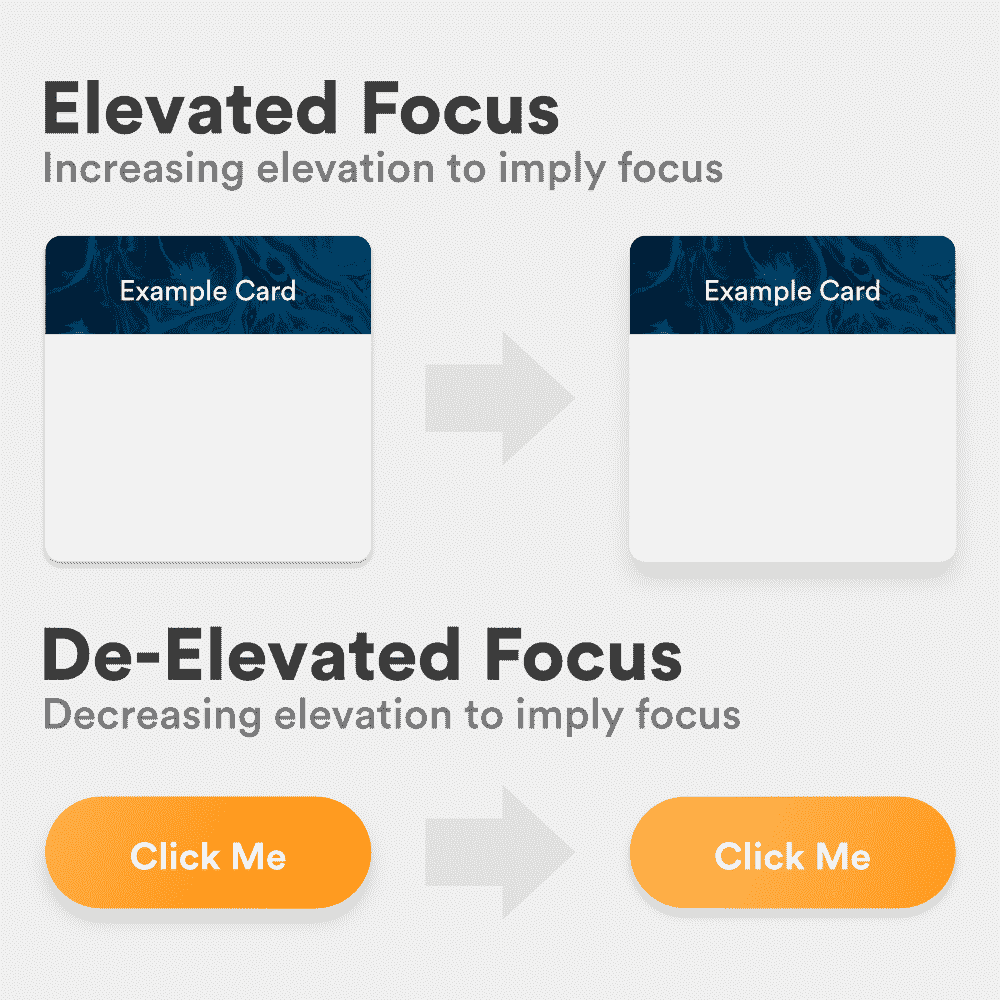 Elevated Focus
Increasing elevation to imply focus
Example Card
Example Card
De-Elevated Focus
Decreasing elevation to imply focus
Click Me
Click Me